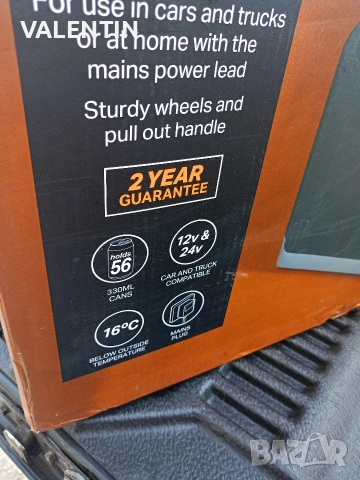 For use in cars and trucks
VALENTIN
or at home with the
mains power lead
Sturdy wheels and
pull out handle
2 YEAR
GUARANTEE
holds
56
330ML
CANS
12v &
24v
CAR AND TRUCK
COMPATIBLE
16ºC
BELOW OUTSIDE
TEMPERATURE
MAINS
PLUG
BAZAR
bg